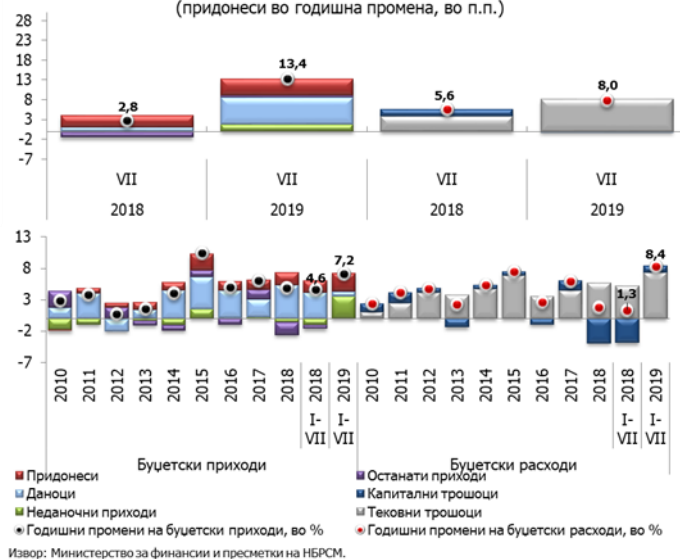 (придонеси во годишна промена, во п.п.)
28
23
18
13
8
3
-2
-7
2,8
13,4
5,6
8,0
VII VII VII VII
2018 2019 2018 2019
13
8
3
-2
-7
4,6
7,2
1,3
8,4
2010 2011 2012 2013 2014 2015 2016 2017 2018 2018 2019 2010 2011 2012 2013 2014 2015 2016 2017 2018 2018 2019
I-VII I-VII I-VII I-VII
Буџетски приходи Буџетски расходи
Придонеси Останати приходи
Даноци Капитални трошоци
Неданочни приходи Тековни трошоци
Годишни промени на буџетски приходи, во % Годишни промени на буџетски расходи, во %
Извор: Министерство за финансии и пресметки на НБРСМ.